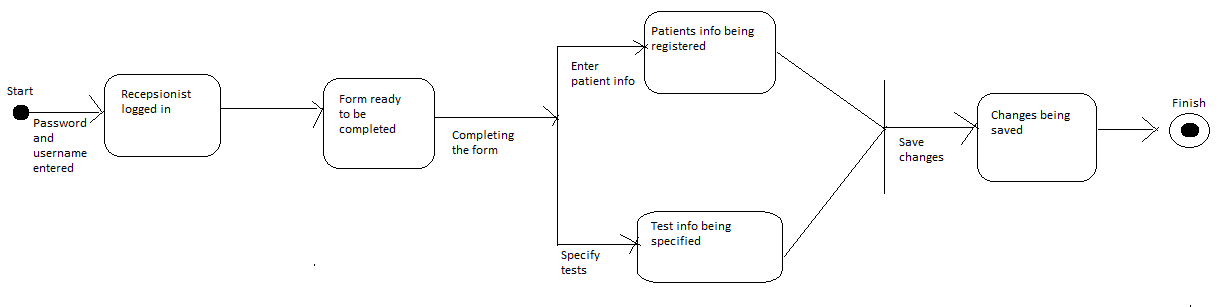 Start
Password
and
username
entered
Recepsionist
logged in
Form ready
to be
completed
Completing
the form
Enter
patient info
Patients info being
registered
Specify
tests
Test info being
specified
Save
changes
Changes being
saved
Finish